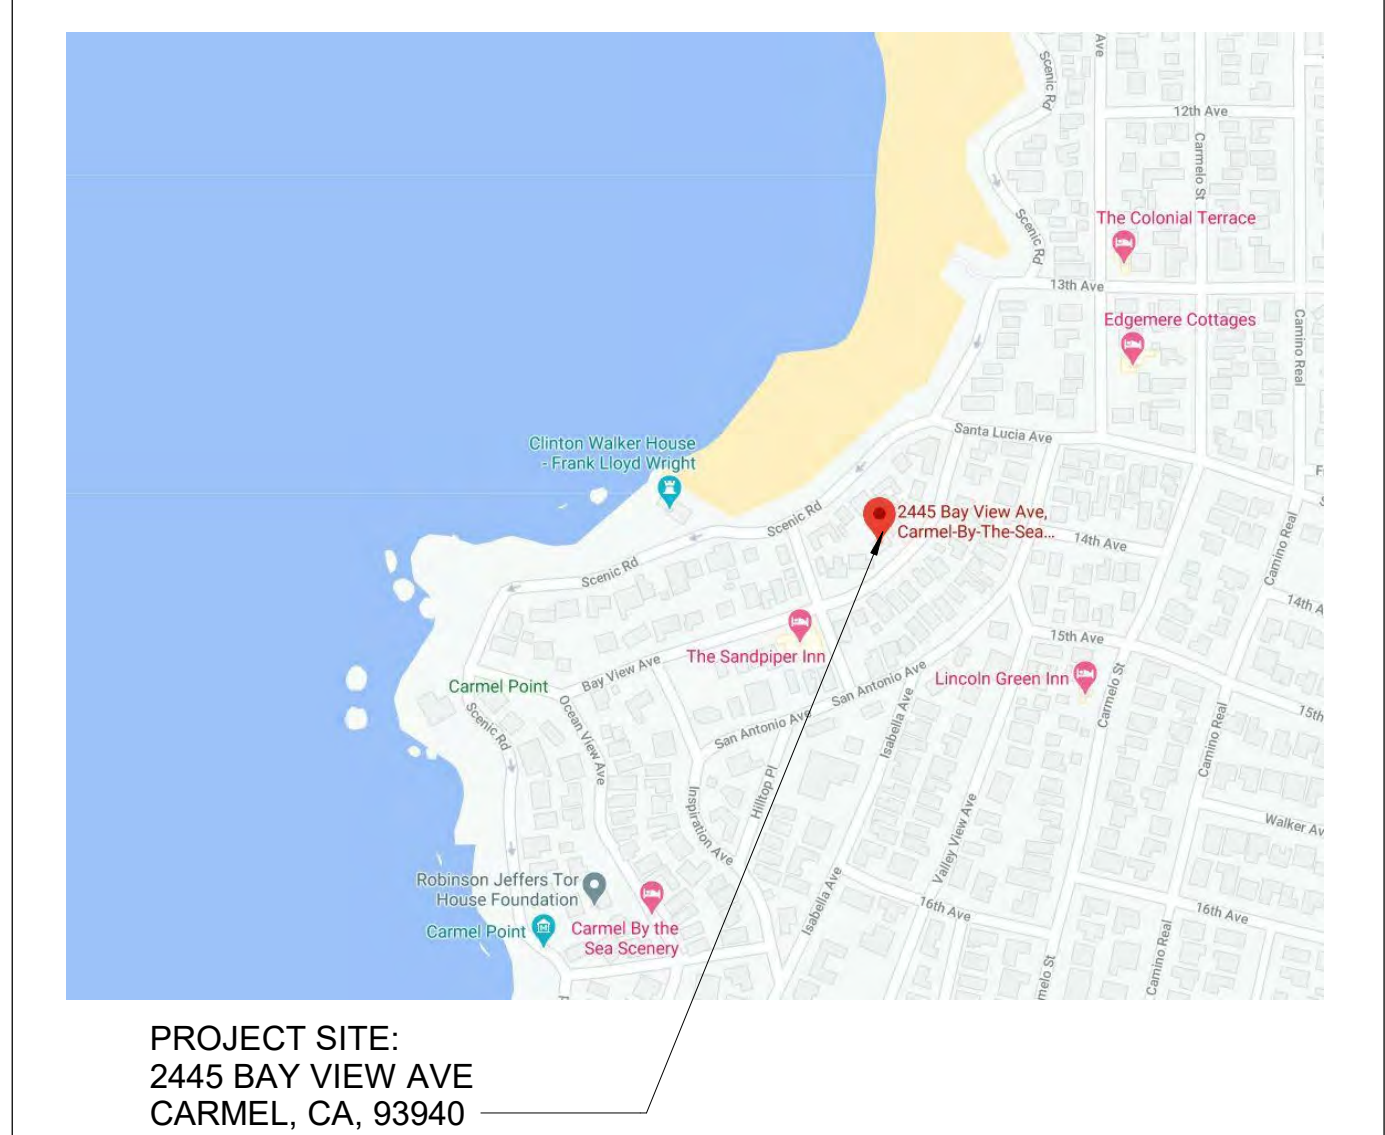 Ave
Scenic Rd
12th Ave
Carmelo St
The Colonial Terrace
Scenic Rd
13th Ave
Edgemere Cottages
Camino Real
Santa Lucia Ave
Clinton Walker House
- Frank Lloyd Wright
F
S
Scenic Rd
2445 Bay View Ave,
Carmel-By-The-Sea...
14th Ave
Camino Real
Scenic Rd
14th A
15th Ave
The Sandpiper Inn
Bay View Ave
San Antonio Ave
Lincoln Green Inn
Carmelo St
Carmel Point
Scenic Rd
Ocean View Ave
San Antonio Ave
Isabella Ave
Camino Real
15th
Hilltop Pl
Inspiration Ave
Valley View Ave
Walker Av
Robinson Jeffers Tor
House Foundation
Isabella Ave
16th Ave
16th Ave
Carmel Point
Carmel By the
Sea Scenery
melo St
Camino Real
PROJECT SITE:
2445 BAY VIEW AVE
CARMEL, CA, 93940